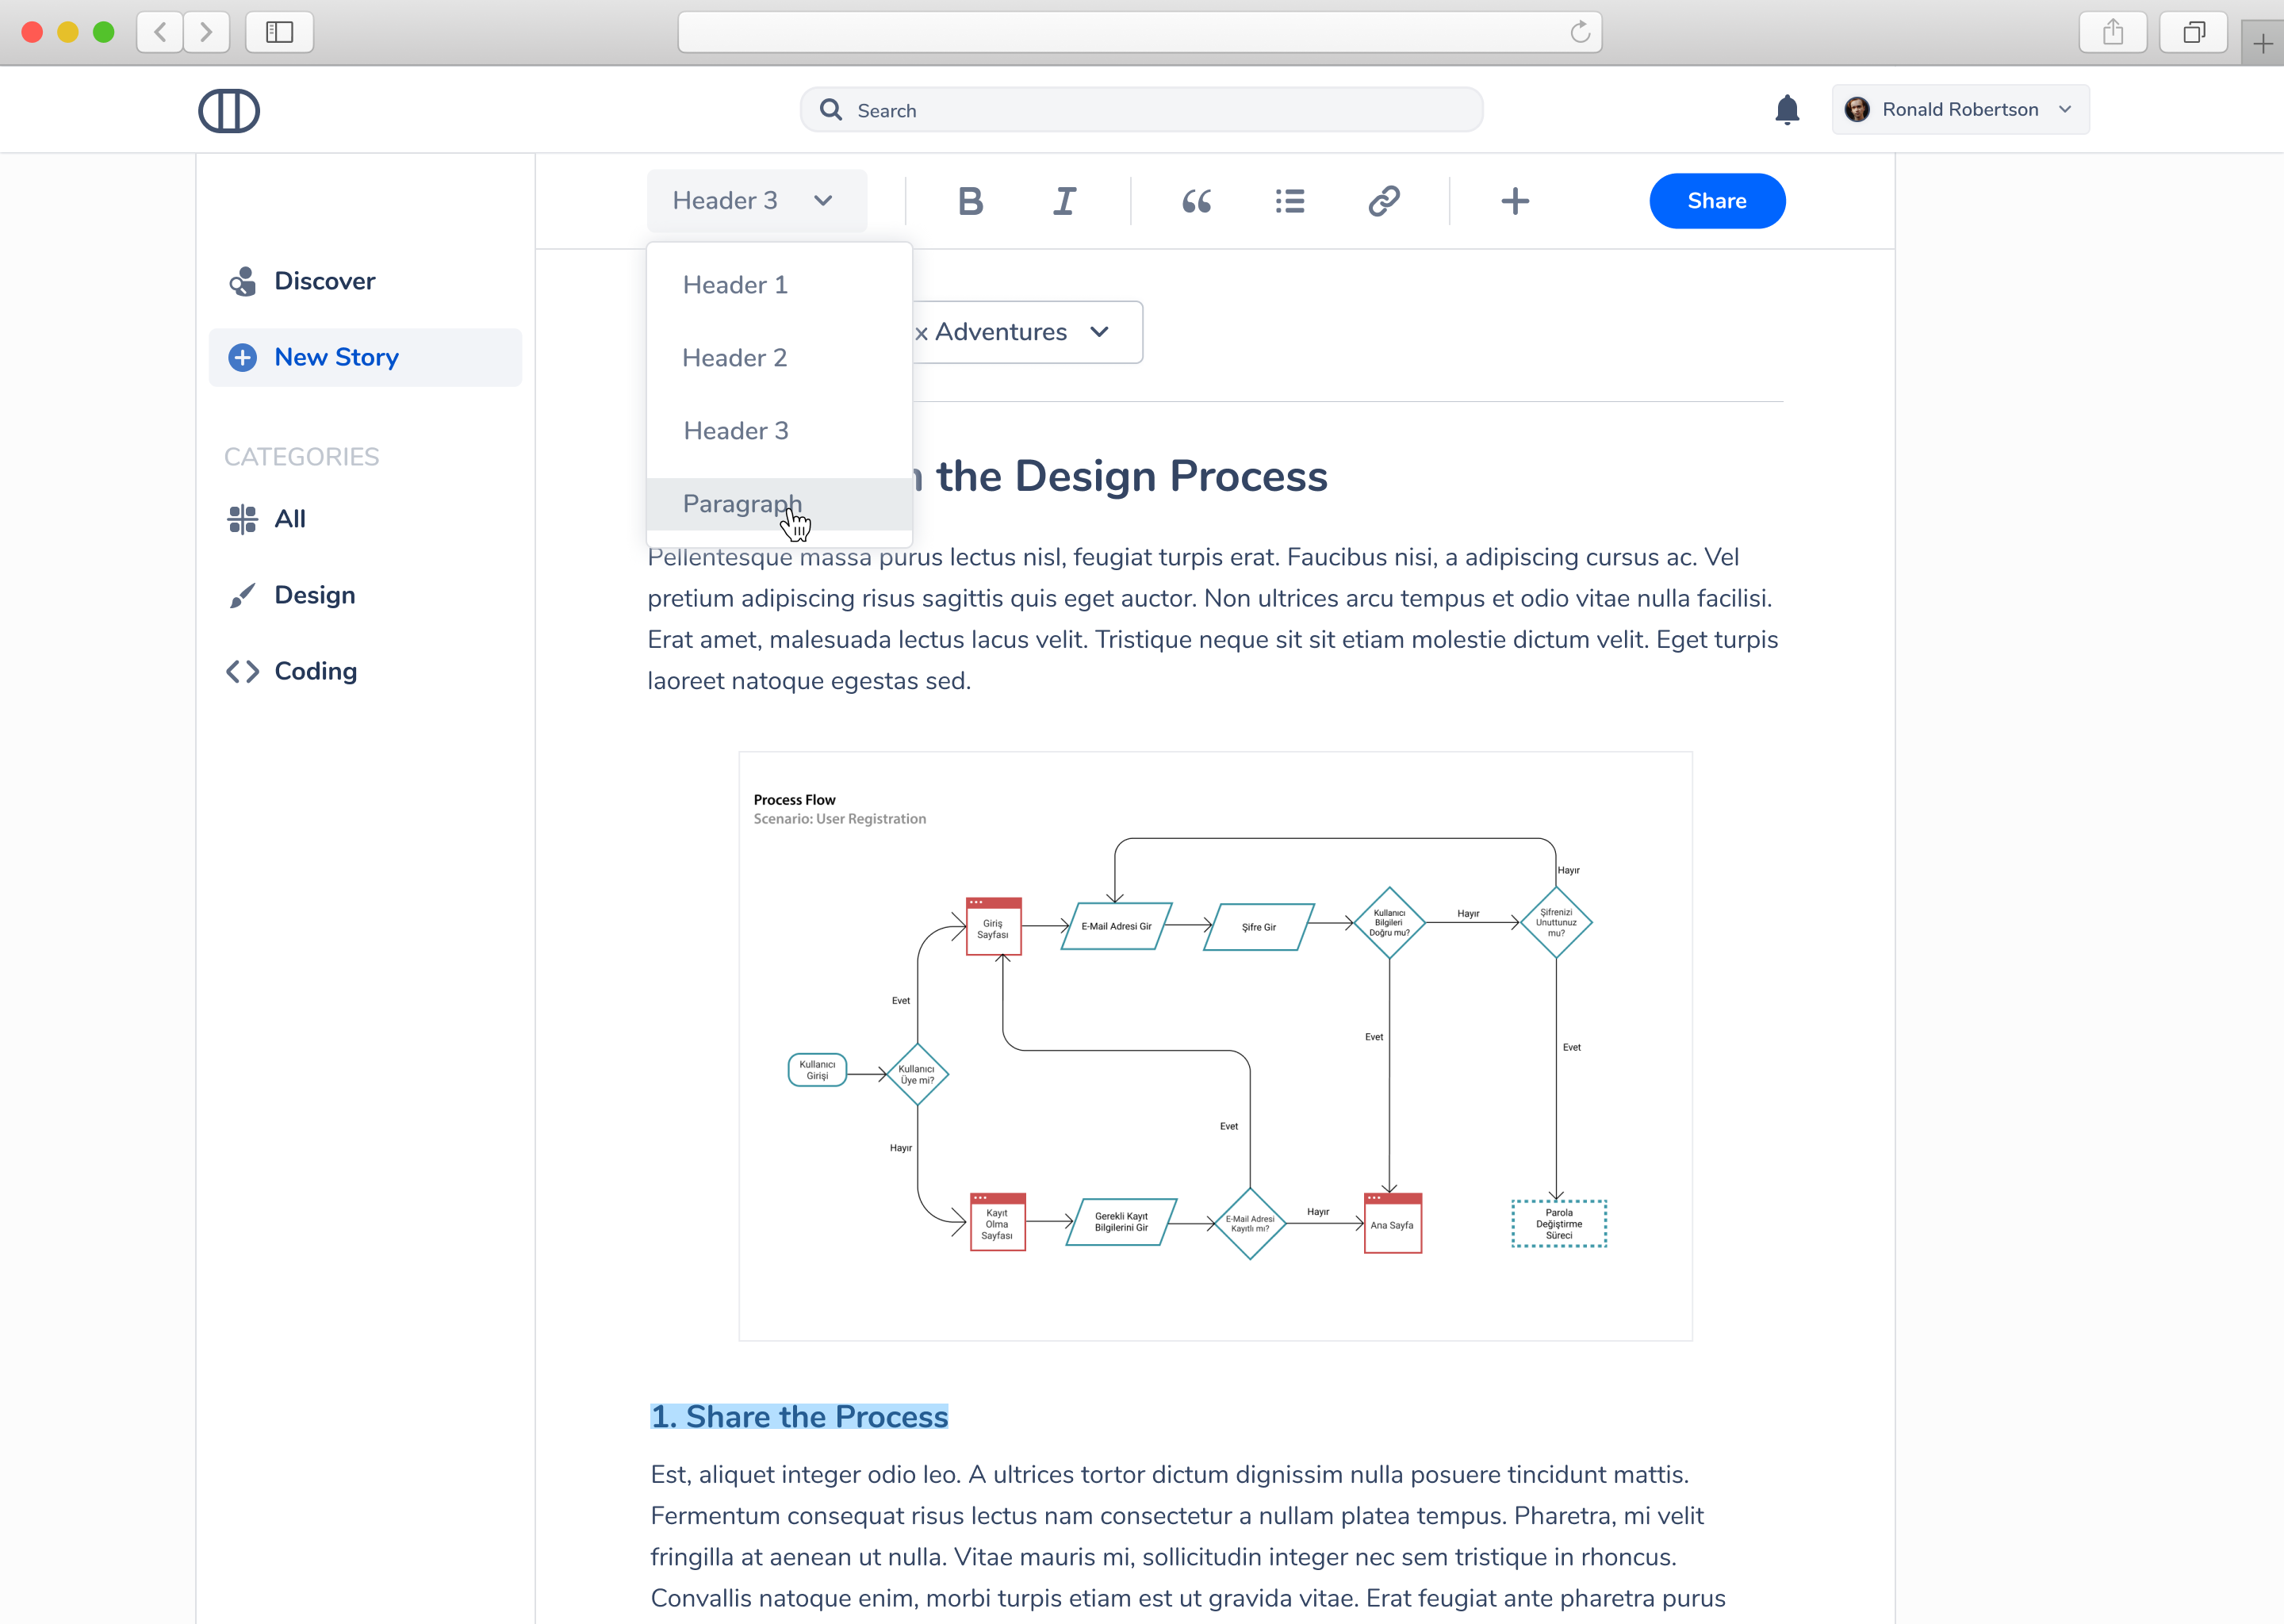 Search
Ronald Robertson
Header 3
B
I
Share
Header 1
Header 2
Header 3
Paragraph
Discover
New Story
CATEGORIES
All
Design
Coding
x Adventures
the Design Process
Pellentesque massa purus lectus nisl, feugiat turpis erat. Faucibus nisi, a adipiscing cursus ac. Vel
pretium adipiscing risus sagittis quis eget auctor. Non ultrices arcu tempus et odio vitae nulla facilisi.
Erat amet, malesuada lectus lacus velit. Tristique neque sit sit etiam molestie dictum velit. Eget turpis
laoreet natoque egestas sed.
Process Flow
Scenario: User Registration
Hayır
Giriş
Sayfası
E-Mail Adresi Gir
Şifre Gir
Kullanıcı
Bilgileri
Doğru mu?
Hayır
Şifrenizi
Unuttunuz
mu?
Evet
Evet
Evet
Kullanıcı
Girişi
Kullanıcı
Üye mi?
Evet
Hayır
Kayıt
Olma
Sayfası
Gerekli Kayıt
Bilgilerini Gir
E-Mail Adresi
Kayıtlı mı?
Hayır
Ana Sayfa
Parola
Değiştirme
Süreci
1. Share the Process
Est, aliquet integer odio leo. A ultrices tortor dictum dignissim nulla posuere tincidunt mattis.
Fermentum consequat risus lectus nam consectetur a nullam platea tempus. Pharetra, mi velit
fringilla at aenean ut nulla. Vitae mauris mi, sollicitudin integer nec sem tristique in rhoncus.
Convallis natoque enim, morbi turpis etiam est ut gravida vitae. Erat feugiat ante pharetra purus